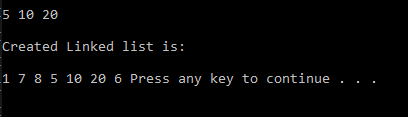 5 10 20
Created Linked list is:
1 7 8 5 10 20 6 Press any key to continue . . .